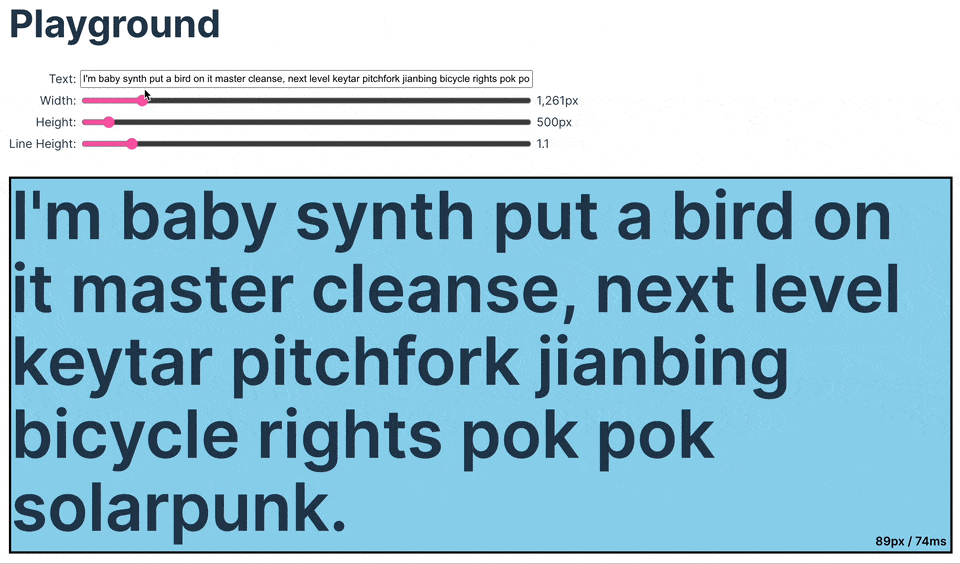 Playground
Text: I'm baby synth put a bird on it master cleanse, next level keytar pitchfork jianbing bicycle rights pok po
Width: 1,261px
Height: 500px
Line Height: 1.1
I'm baby synth put a bird on
it master cleanse, next level
keytar pitchfork jianbing
bicycle rights pok pok
solarpunk.
89px / 74ms